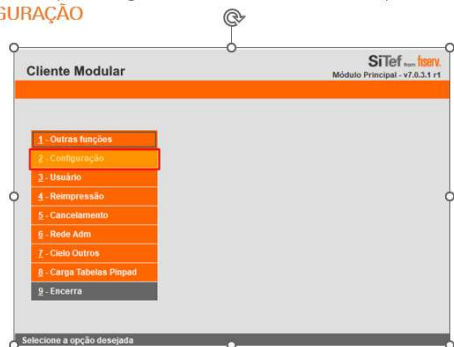 GURAÇÃO
Cliente Modular
SiTef from fiserv.
Módulo Principal - v7.0.3.1 r1
1 - Outras funções
2 - Configuração
3 - Usuário
4 - Reimpressão
5 - Cancelamento
6 - Rede Adm
7 - Cielo Outros
8 - Carga Tabelas Pinpad
9 - Encerra
Selecione a opção desejada